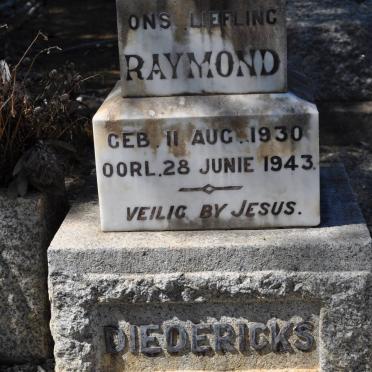 ONS LIEFLING
RAYMOND
GEB. 11 AUG. 1930
OORL. 28 JUNIE 1943.
VEILIG BY JESUS.
DIEDERICKS